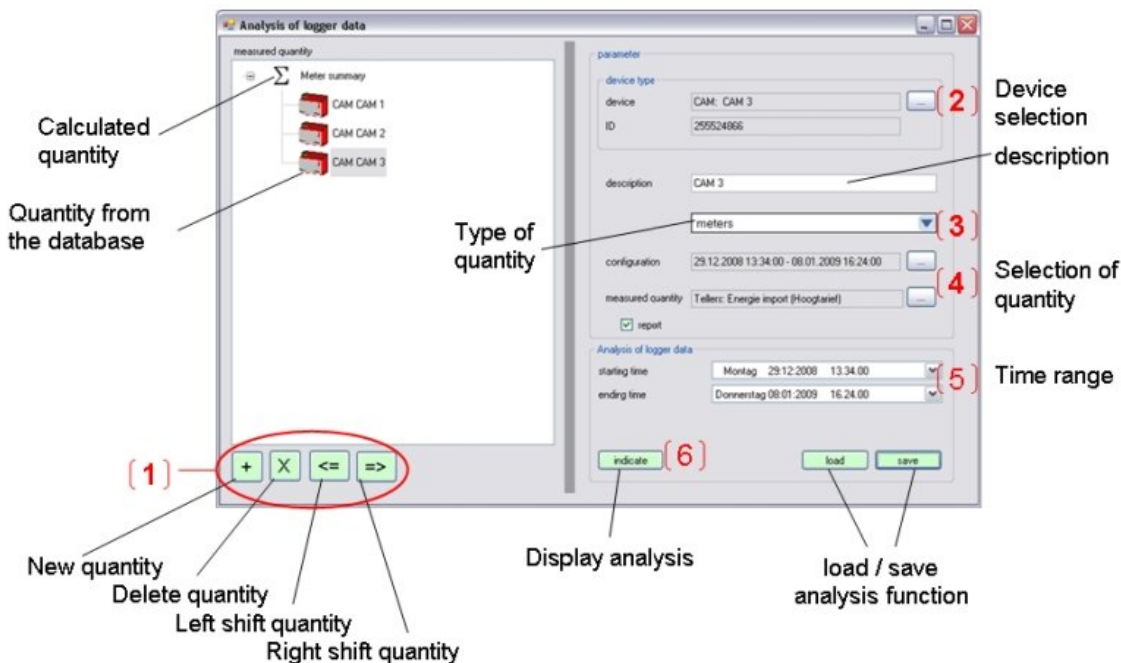 Analysis of logger data
measured quantity
Σ Meter summary
CAM CAM 1
CAM CAM 2
CAM CAM 3
Calculated
quantity
Quantity from
the database
parameter
device type
device
CAM: CAM 3
...
[2]
Device
selection
ID
255524866
description
description
CAM 3
Type of
quantity
meters
[3]
configuration
29.12.2008 13:34:00 - 08.01.2009 16:24:00
...
[4]
Selection of
quantity
measured quantity
Tellers: Energie import (Hoogtarief)
...
report
Analysis of logger data
starting time
Montag 29.12.2008 13.34.00
[5]
Time range
ending time
Donnerstag 08.01.2009 16.24.00
[1]
+
X
<=
=>
indicate
[6]
load
save
New quantity
Delete quantity
Left shift quantity
Right shift quantity
Display analysis
load / save
analysis function